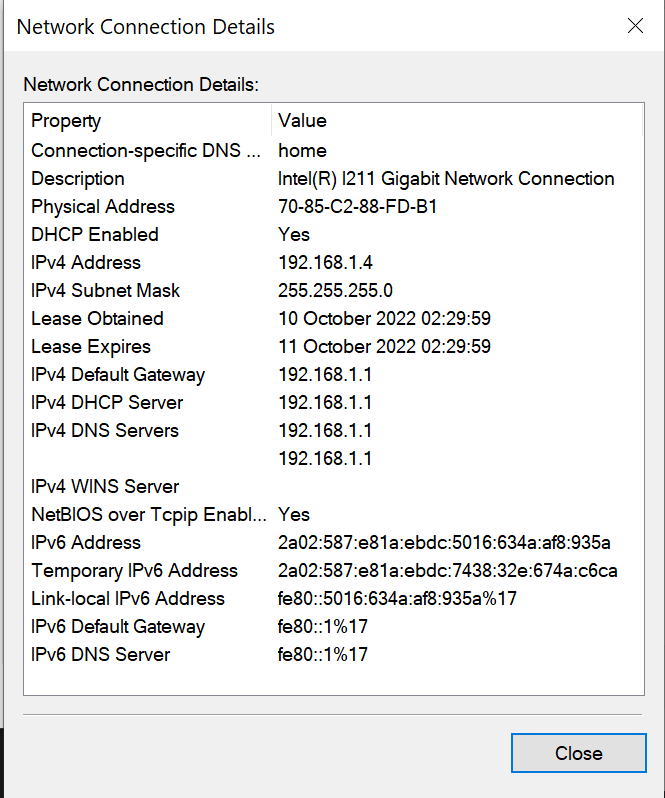 Network Connection Details
Network Connection Details:
Property Value
Connection-specific DNS ... home
Description Intel(R) I211 Gigabit Network Connection
Physical Address 70-85-C2-88-FD-B1
DHCP Enabled Yes
IPv4 Address 192.168.1.4
IPv4 Subnet Mask 255.255.255.0
Lease Obtained 10 October 2022 02:29:59
Lease Expires 11 October 2022 02:29:59
IPv4 Default Gateway 192.168.1.1
IPv4 DHCP Server 192.168.1.1
IPv4 DNS Servers 192.168.1.1
192.168.1.1
IPv4 WINS Server
NetBIOS over Tcpip Enabl... Yes
IPv6 Address 2a02:587:e81a:ebdc:5016:634a:af8:935a
Temporary IPv6 Address 2a02:587:e81a:ebdc:7438:32e:674a:c6ca
Link-local IPv6 Address fe80::5016:634a:af8:935a%17
IPv6 Default Gateway fe80::1%17
IPv6 DNS Server fe80::1%17
Close